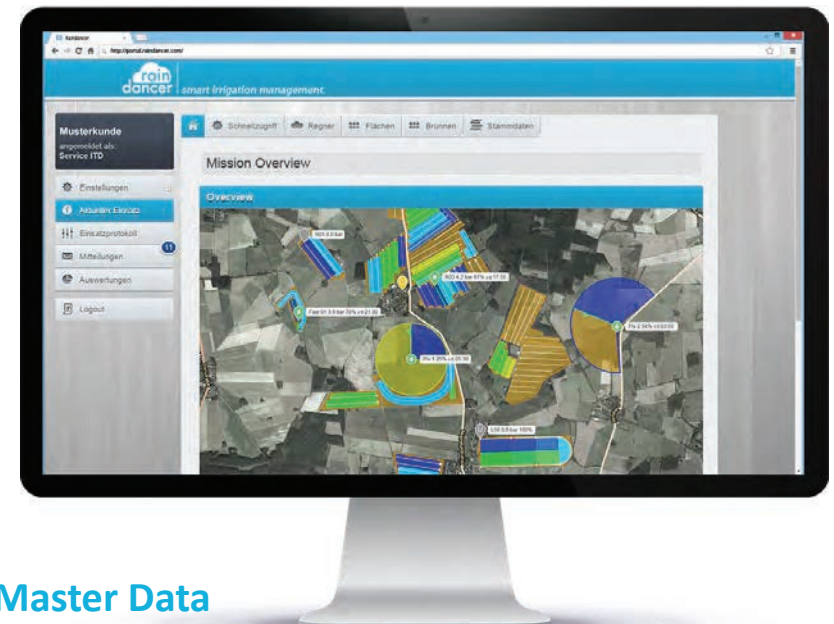 Raindancer
http://portal.raindancer.com/
rain
dancer
smart irrigation management.
Musterkunde
angemeldet als:
Service ITD
Schnellzugriff
Regner
Flächen
Brunnen
Stammdaten
Mission Overview
Einstellungen
Aktueller Einsatz
Einsatzprotokoll
Mitteilungen
11
Auswertungen
Logout
Overview
Master Data